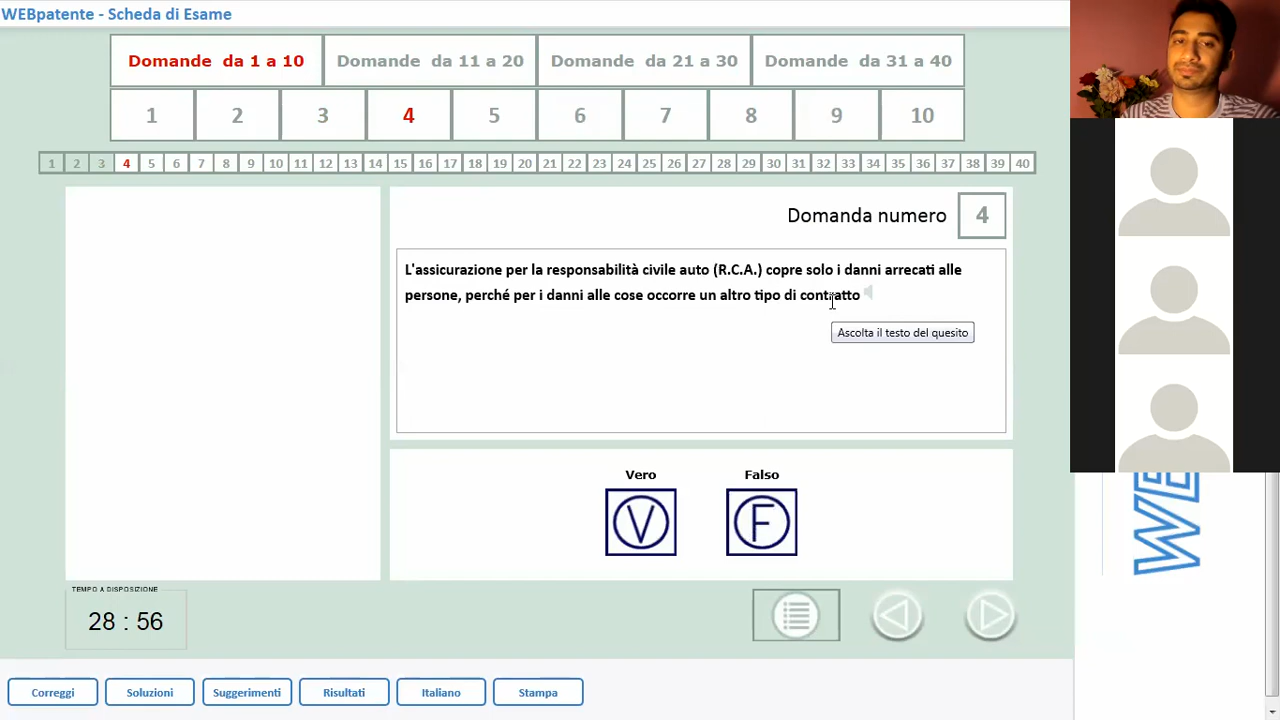 WEBpatente - Scheda di Esame
Domande da 1 a 10
Domande da 11 a 20
Domande da 21 a 30
Domande da 31 a 40
1 2 3 4 5 6 7 8 9 10
1 2 3 4 5 6 7 8 9 10 11 12 13 14 15 16 17 18 19 20 21 22 23 24 25 26 27 28 29 30 31 32 33 34 35 36 37 38 39 40
Domanda numero 4
L'assicurazione per la responsabilità civile auto (R.C.A.) copre solo i danni arrecati alle
persone, perché per i danni alle cose occorre un altro tipo di contratto
Ascolta il testo del quesito
Vero Falso
V F
TEMPO A DISPOSIZIONE
28 : 56
Correggi Soluzioni Suggerimenti Risultati Italiano Stampa